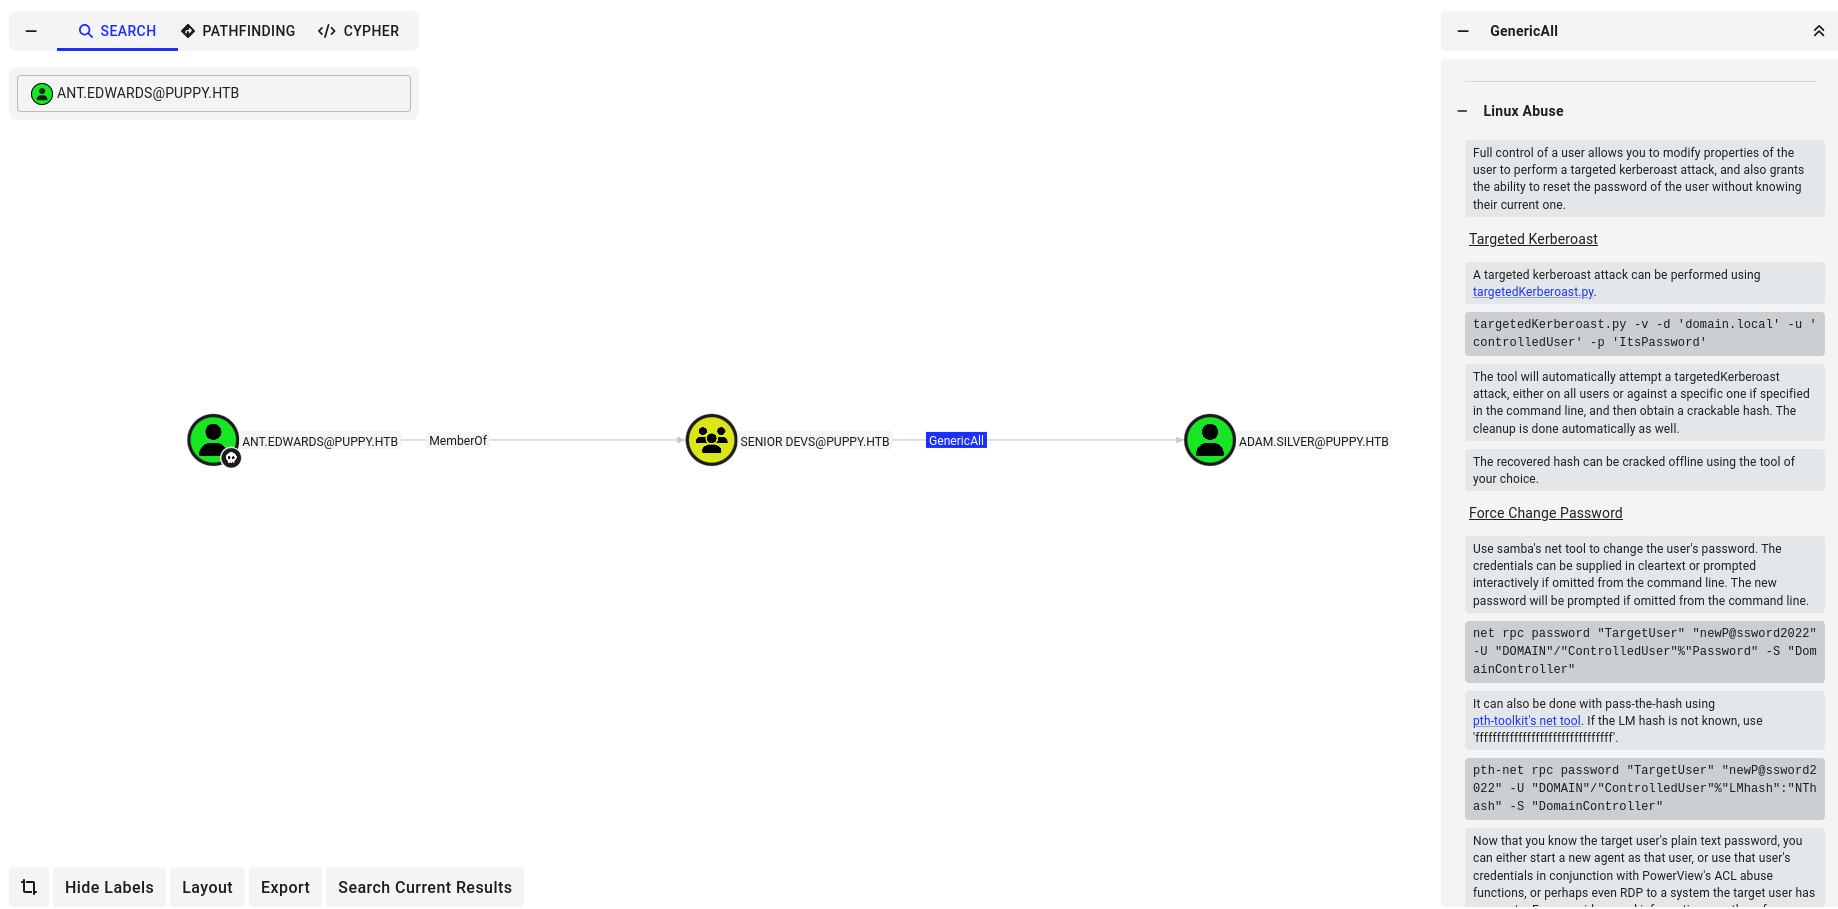 SEARCH
PATHFINDING
CYPHER
ANT.EDWARDS@PUPPY.HTB
ANT.EDWARDS@PUPPY.HTB
MemberOf
SENIOR DEVS@PUPPY.HTB
GenericAll
ADAM.SILVER@PUPPY.HTB
Hide Labels
Layout
Export
Search Current Results
GenericAll
Linux Abuse
Full control of a user allows you to modify properties of the
user to perform a targeted kerberoast attack, and also grants
the ability to reset the password of the user without knowing
their current one.
Targeted Kerberoast
A targeted kerberoast attack can be performed using
targetedKerberoast.py.
targetedKerberoast.py -v -d 'domain.local' -u '
controlledUser' -p 'ItsPassword'
The tool will automatically attempt a targetedKerberoast
attack, either on all users or against a specific one if specified
in the command line, and then obtain a crackable hash. The
cleanup is done automatically as well.
The recovered hash can be cracked offline using the tool of
your choice.
Force Change Password
Use samba's net tool to change the user's password. The
credentials can be supplied in cleartext or prompted
interactively if omitted from the command line. The new
password will be prompted if omitted from the command line.
net rpc password "TargetUser" "newP@ssword2022"
-U "DOMAIN"/"ControlledUser"%"Password" -S "Dom
ainController"
It can also be done with pass-the-hash using
pth-toolkit's net tool. If the LM hash is not known, use
'ffffffffffffffffffffffffffffffff'.
pth-net rpc password "TargetUser" "newP@ssword2
022" -U "DOMAIN"/"ControlledUser"%"LMhash":"NTh
ash" -S "DomainController"
Now that you know the target user's plain text password, you
can either start a new agent as that user, or use that user's
credentials in conjunction with PowerView's ACL abuse
functions, or perhaps even RDP to a system the target user has